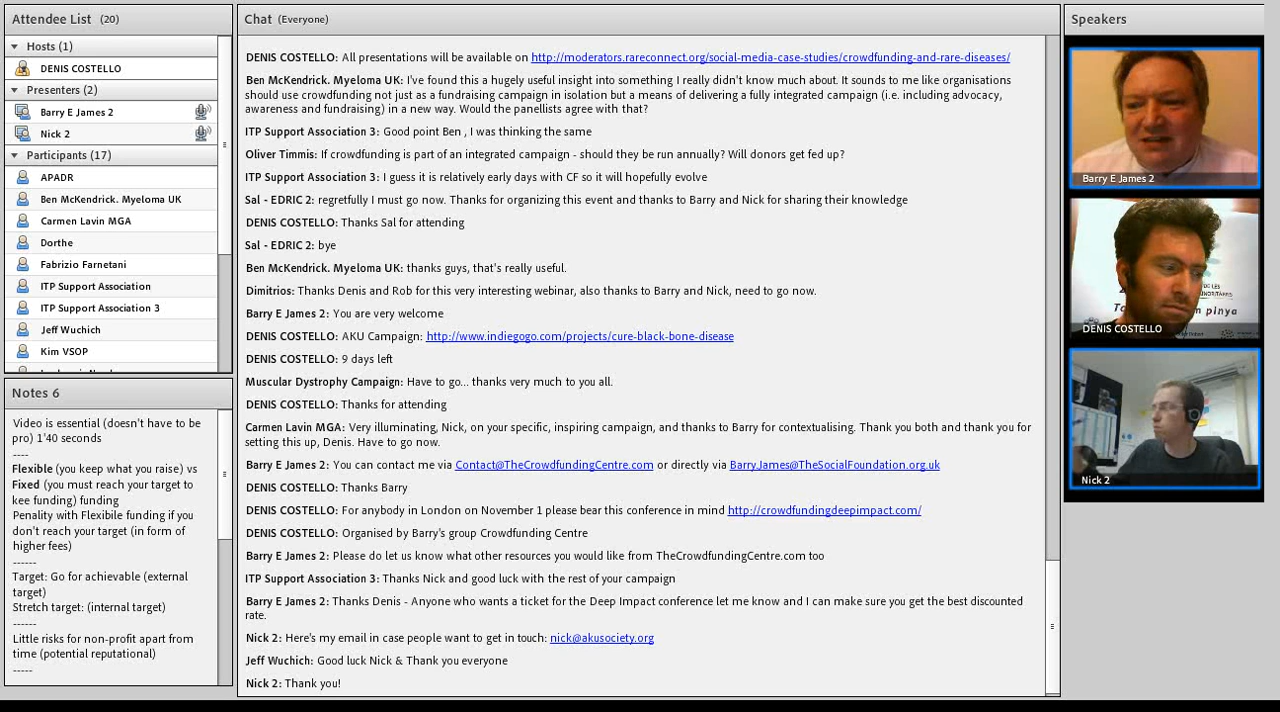 Attendee List (20)
Hosts (1)
DENIS COSTELLO
Presenters (2)
Barry E James 2
Nick 2
Participants (17)
APADR
Ben McKendrick. Myeloma UK
Carmen Lavin MGA
Dorthe
Fabrizio Farnetani
ITP Support Association
ITP Support Association 3
Jeff Wuchich
Kim VSOP
Notes 6
Video is essential (doesn't have to be
pro) 1'40 seconds
----
Flexible (you keep what you raise) vs
Fixed (you must reach your target to
kee funding) funding
Penality with Flexible funding if you
don't reach your target (in form of
higher fees)
------
Target: Go for achievable (external
target)
Stretch target: (internal target)
------
Little risks for non-profit apart from
time (potential reputational)
-----
Chat (Everyone)
DENIS COSTELLO: All presentations will be available on http://moderators.rareconnect.org/social-media-case-studies/crowdfunding-and-rare-diseases/
Ben McKendrick. Myeloma UK: I've found this a hugely useful insight into something I really didn't know much about. It sounds to me like organisations
should use crowdfunding not just as a fundraising campaign in isolation but a means of delivering a fully integrated campaign (i.e. including advocacy,
awareness and fundraising) in a new way. Would the panellists agree with that?
ITP Support Association 3: Good point Ben , I was thinking the same
Oliver Timmis: If crowdfunding is part of an integrated campaign - should they be run annually? Will donors get fed up?
ITP Support Association 3: I guess it is relatively early days with CF so it will hopefully evolve
Sal - EDRIC 2: regretfully I must go now. Thanks for organizing this event and thanks to Barry and Nick for sharing their knowledge
DENIS COSTELLO: Thanks Sal for attending
Sal - EDRIC 2: bye
Ben McKendrick. Myeloma UK: thanks guys, that's really useful.
Dimitrios: Thanks Denis and Rob for this very interesting webinar, also thanks to Barry and Nick, need to go now.
Barry E James 2: You are very welcome
DENIS COSTELLO: AKU Campaign: http://www.indiegogo.com/projects/cure-black-bone-disease
DENIS COSTELLO: 9 days left
Muscular Dystrophy Campaign: Have to go... thanks very much to you all.
DENIS COSTELLO: Thanks for attending
Carmen Lavin MGA: Very illuminating, Nick, on your specific, inspiring campaign, and thanks to Barry for contextualising. Thank you both and thank you for
setting this up, Denis. Have to go now.
Barry E James 2: You can contact me via Contact@TheCrowdfundingCentre.com or directly via Barry.James@TheSocialFoundation.org.uk
DENIS COSTELLO: Thanks Barry
DENIS COSTELLO: For anybody in London on November 1 please bear this conference in mind http://crowdfundingdeepimpact.com/
DENIS COSTELLO: Organised by Barry's group Crowdfunding Centre
Barry E James 2: Please do let us know what other resources you would like from TheCrowdfundingCentre.com too
ITP Support Association 3: Thanks Nick and good luck with the rest of your campaign
Barry E James 2: Thanks Denis - Anyone who wants a ticket for the Deep Impact conference let me know and I can make sure you get the best discounted
rate.
Nick 2: Here's my email in case people want to get in touch: nick@akusociety.org
Jeff Wuchich: Good luck Nick & Thank you everyone
Nick 2: Thank you!
Speakers
Barry E James 2
DENIS COSTELLO
Nick 2